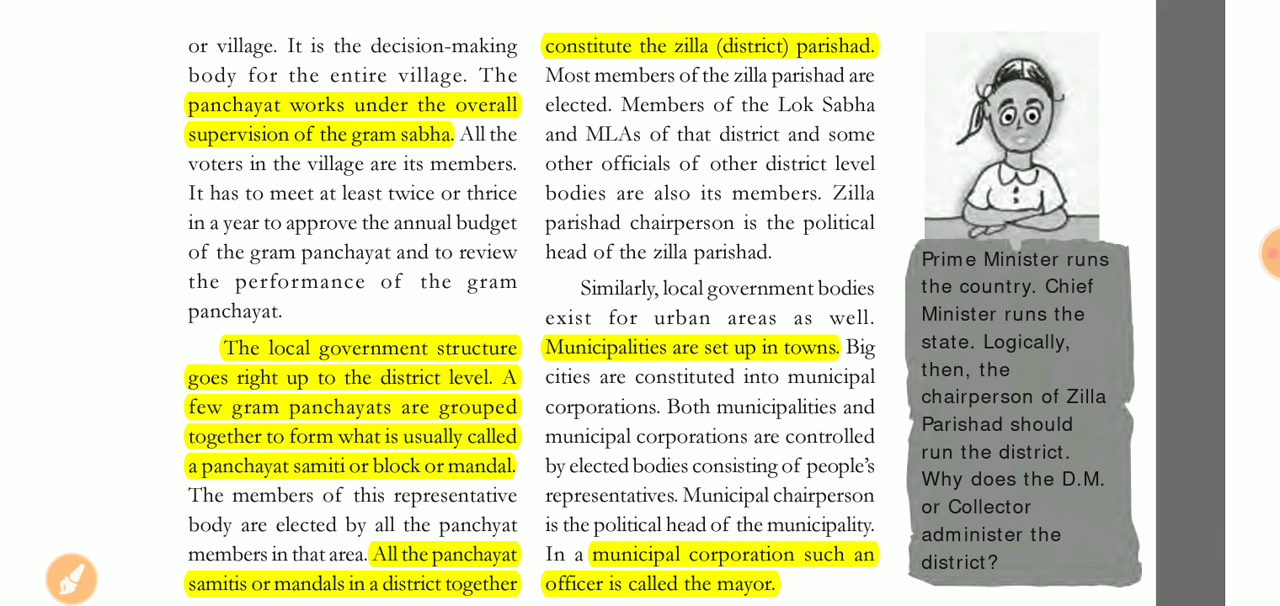 or village. It is the decision-making
body for the entire village. The
panchayat works under the overall
supervision of the gram sabha. All the
voters in the village are its members.
It has to meet at least twice or thrice
in a year to approve the annual budget
of the gram panchayat and to review
the performance of the gram
panchayat.
The local government structure
goes right up to the district level. A
few gram panchayats are grouped
together to form what is usually called
a panchayat samiti or block or mandal.
The members of this representative
body are elected by all the panchyat
members in that area. All the panchayat
samitis or mandals in a district together
constitute the zilla (district) parishad.
Most members of the zilla parishad are
elected. Members of the Lok Sabha
and MLAs of that district and some
other officials of other district level
bodies are also its members. Zilla
parishad chairperson is the political
head of the zilla parishad.
Similarly, local government bodies
exist for urban areas as well.
Municipalities are set up in towns. Big
cities are constituted into municipal
corporations. Both municipalities and
municipal corporations are controlled
by elected bodies consisting of people’s
representatives. Municipal chairperson
is the political head of the municipality.
In a municipal corporation such an
officer is called the mayor.
Prime Minister runs
the country. Chief
Minister runs the
state. Logically,
then, the
chairperson of Zilla
Parishad should
run the district.
Why does the D.M.
or Collector
administer the
district?